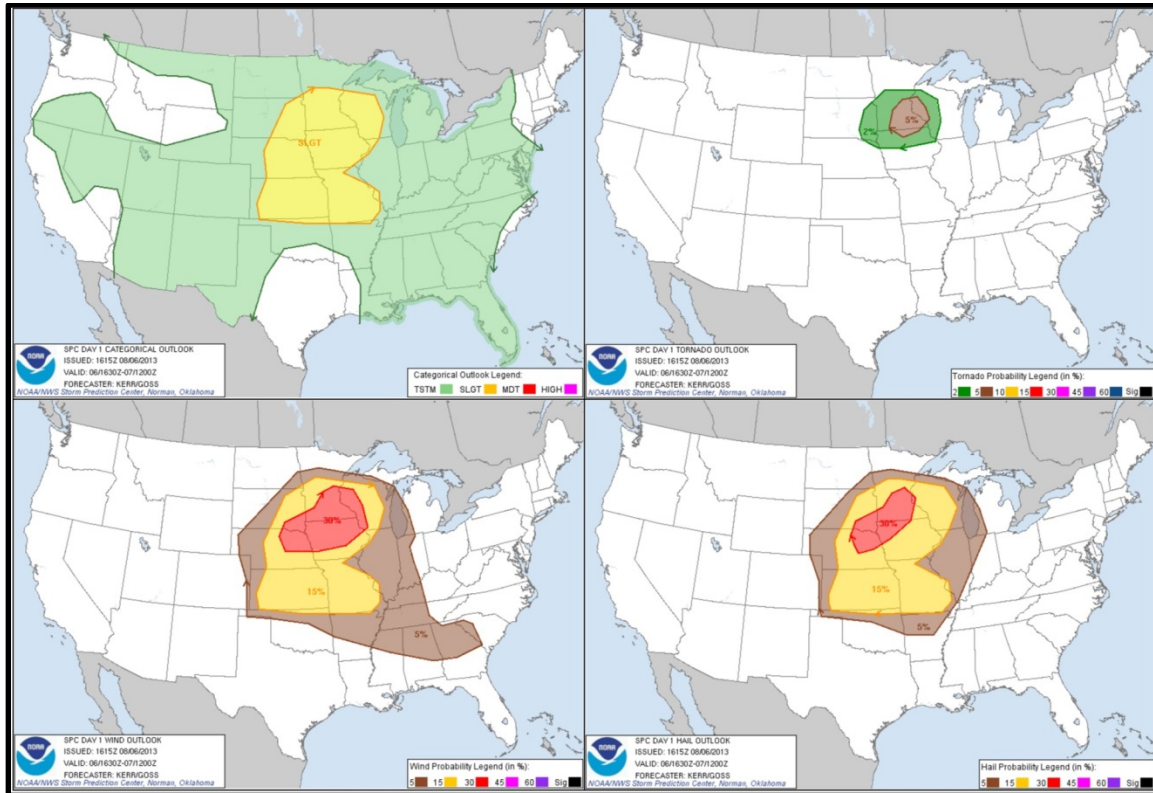 SLGT
NOAA
SPC DAY 1 CATEGORICAL OUTLOOK
ISSUED: 1615Z 08/06/2013
VALID: 06/1630Z-07/1200Z
FORECASTER: KERR/GOSS
NOAA/NWS Storm Prediction Center, Norman, Oklahoma
Categorical Outlook Legend:
TSTM SLGT MDT HIGH
2%
5%
NOAA
SPC DAY 1 TORNADO OUTLOOK
ISSUED: 1615Z 08/06/2013
VALID: 06/1630Z-07/1200Z
FORECASTER: KERR/GOSS
NOAA/NWS Storm Prediction Center, Norman, Oklahoma
Tornado Probability Legend (in %):
2 5 10 15 30 45 60 Sig
30%
15%
5%
NOAA
SPC DAY 1 WIND OUTLOOK
ISSUED: 1615Z 08/06/2013
VALID: 06/1630Z-07/1200Z
FORECASTER: KERR/GOSS
NOAA/NWS Storm Prediction Center, Norman, Oklahoma
Wind Probability Legend (in %):
5 15 30 45 60 Sig
30%
15%
5%
NOAA
SPC DAY 1 HAIL OUTLOOK
ISSUED: 1615Z 08/06/2013
VALID: 06/1630Z-07/1200Z
FORECASTER: KERR/GOSS
NOAA/NWS Storm Prediction Center, Norman, Oklahoma
Hail Probability Legend (in %):
5 15 30 45 60 Sig